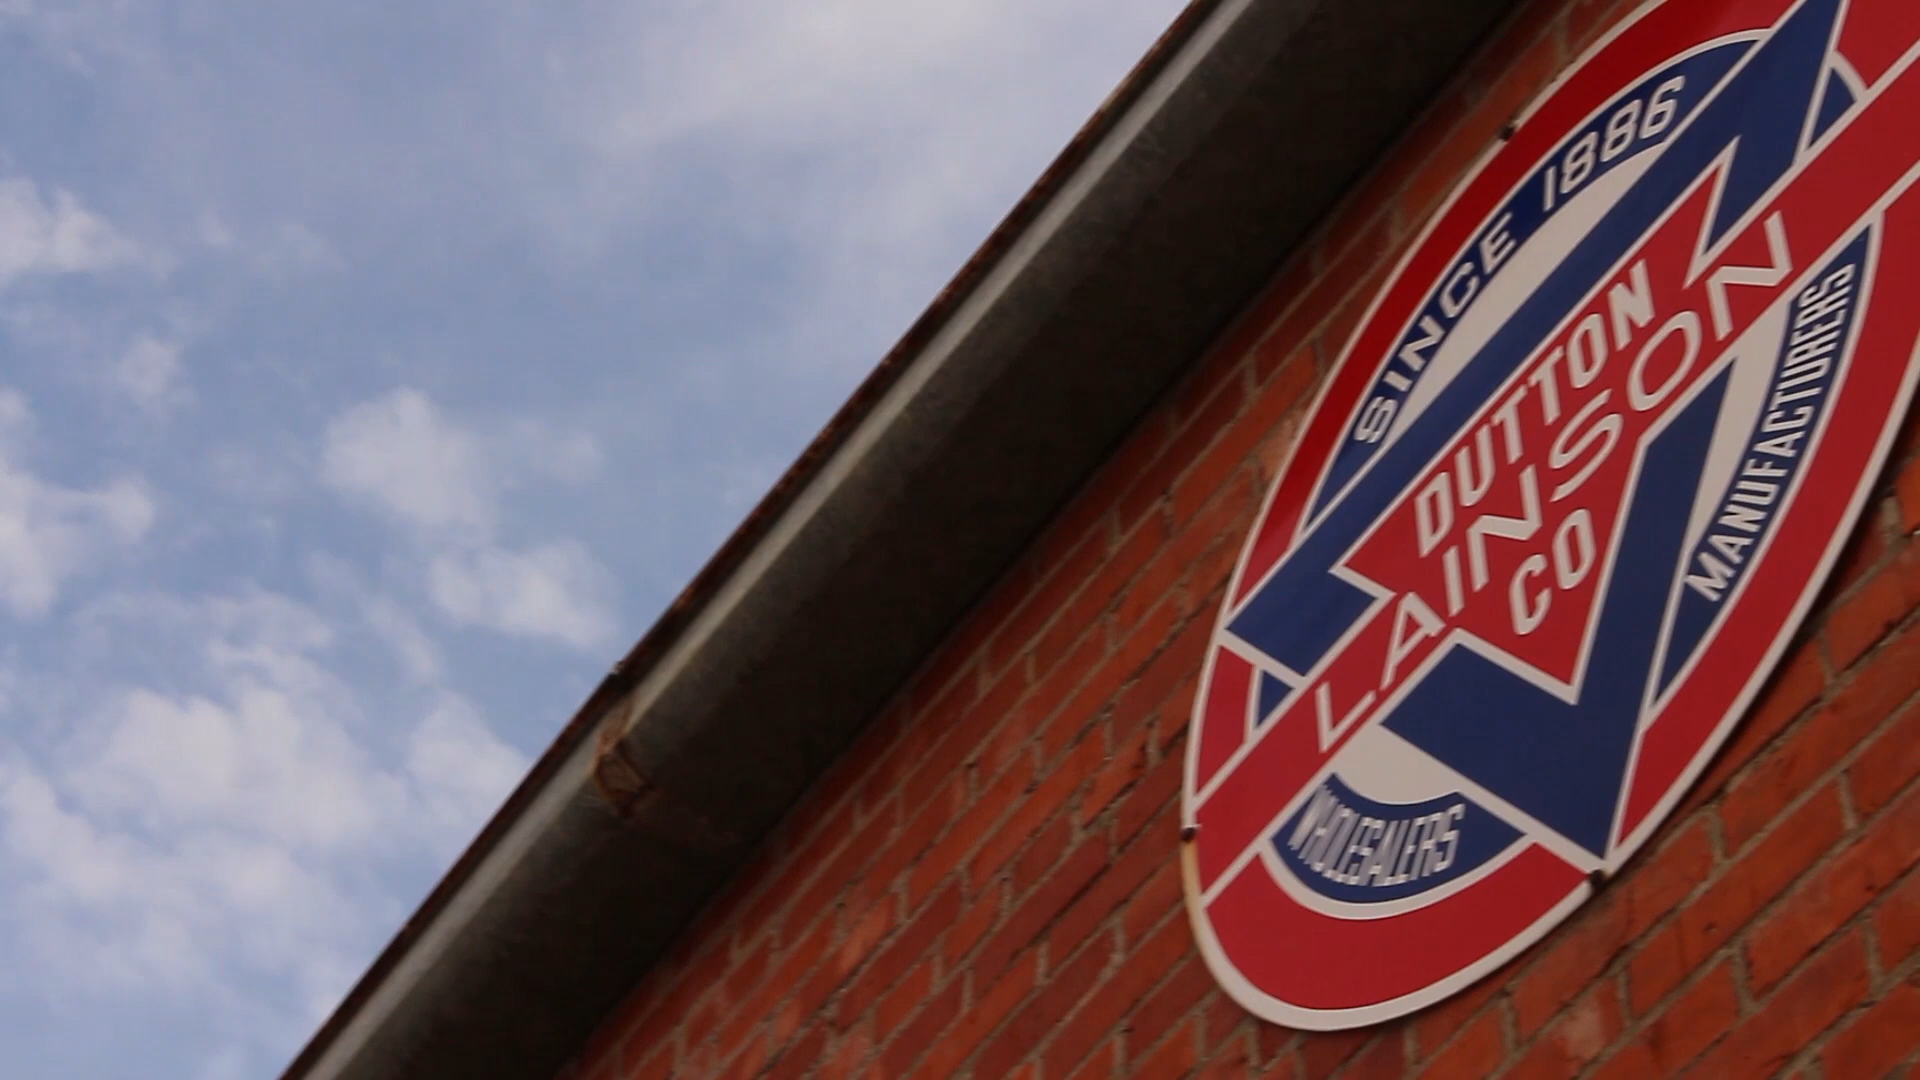 SINCE 1886
DUTTON
LAINSON
CO
MANUFACTURERS
WHOLESALERS